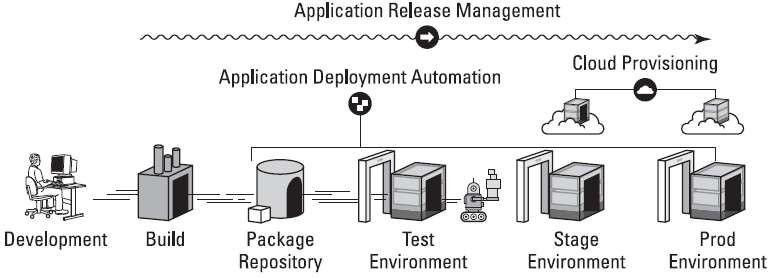 Application Release Management
Cloud Provisioning
Application Deployment Automation
Development
Build
Package
Repository
Test
Environment
Stage
Environment
Prod
Environment